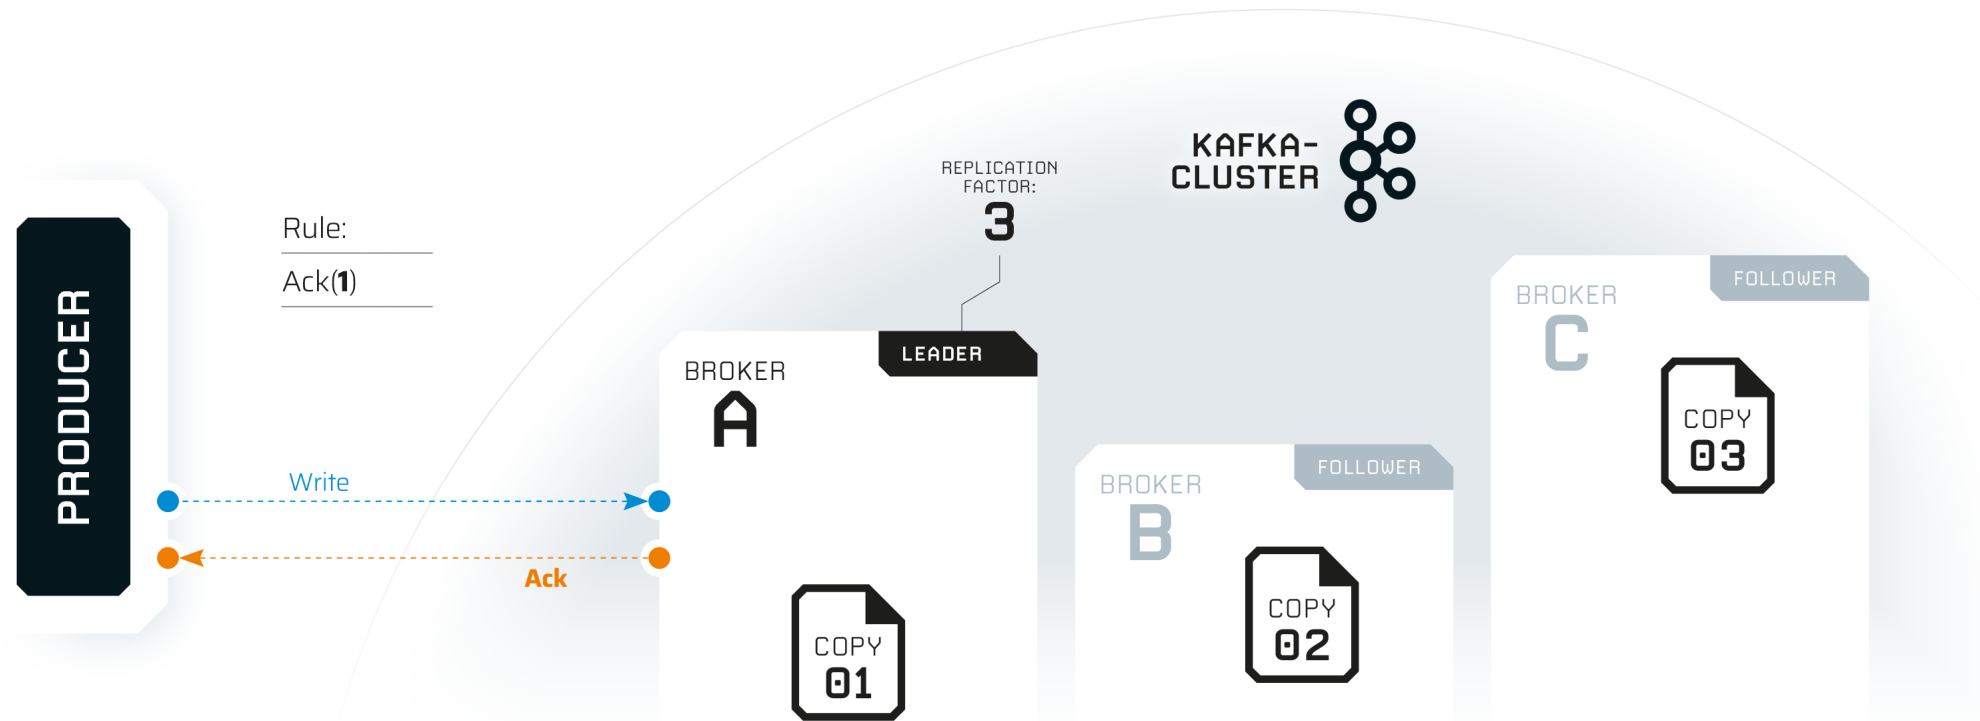 PRODUCER
Rule:
Ack(1)
Write
Ack
REPLICATION
FACTOR:
3
KAFKA-
CLUSTER
LEADER
BROKER
A
COPY
01
FOLLOWER
BROKER
B
COPY
02
FOLLOWER
BROKER
C
COPY
03